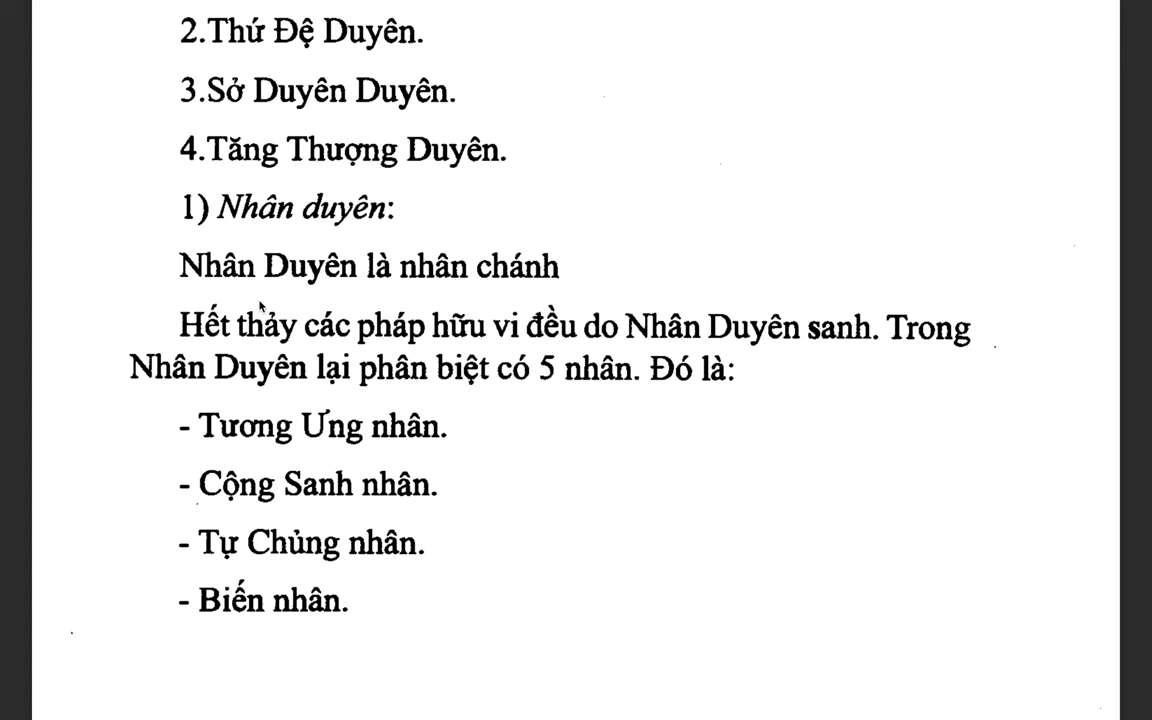 2.Thứ Đệ Duyên.
3.Sở Duyên Duyên.
4.Tăng Thượng Duyên.
1) Nhân duyên:
Nhân Duyên là nhân chánh
Hết thảy các pháp hữu vi đều do Nhân Duyên sanh. Trong
Nhân Duyên lại phân biệt có 5 nhân. Đó là:
- Tương Ưng nhân.
- Cộng Sanh nhân.
- Tự Chủng nhân.
- Biến nhân.